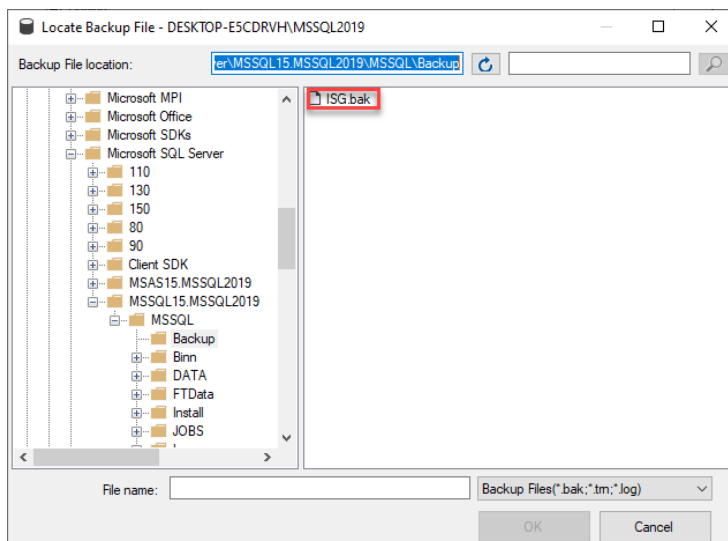 Locate Backup File - DESKTOP-E5CDRVH\MSSQL2019
Backup File location:
er\MSSQL15.MSSQL2019\MSSQL\Backup
Microsoft MPI
Microsoft Office
Microsoft SDKs
Microsoft SQL Server
110
130
150
80
90
Client SDK
MSAS15.MSSQL2019
MSSQL15.MSSQL2019
MSSQL
Backup
Binn
DATA
FTData
Install
JOBS
ISG.bak
File name:
Backup Files(*.bak;*.trn;*.log)
OK
Cancel